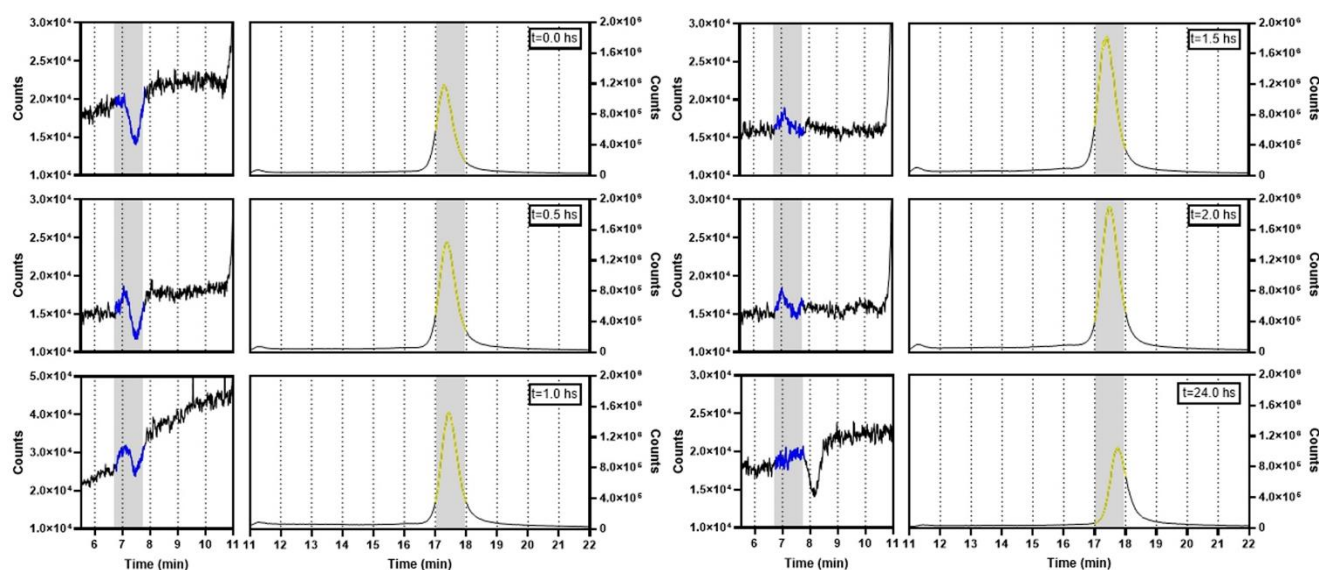 3.0×10⁴
2.5×10⁴
2.0×10⁴
1.5×10⁴
1.0×10⁴
Counts
t=0.0 hs
2.0×10⁶
1.6×10⁶
1.2×10⁶
8.0×10⁵
4.0×10⁵
0
Counts
3.0×10⁴
2.5×10⁴
2.0×10⁴
1.5×10⁴
1.0×10⁴
Counts
t=1.5 hs
2.0×10⁶
1.6×10⁶
1.2×10⁶
8.0×10⁵
4.0×10⁵
0
Counts
3.0×10⁴
2.5×10⁴
2.0×10⁴
1.5×10⁴
1.0×10⁴
Counts
t=0.5 hs
2.0×10⁶
1.6×10⁶
1.2×10⁶
8.0×10⁵
4.0×10⁵
0
Counts
3.0×10⁴
2.5×10⁴
2.0×10⁴
1.5×10⁴
1.0×10⁴
Counts
t=2.0 hs
2.0×10⁶
1.6×10⁶
1.2×10⁶
8.0×10⁵
4.0×10⁵
0
Counts
5.0×10⁴
4.0×10⁴
3.0×10⁴
2.0×10⁴
1.0×10⁴
Counts
t=1.0 hs
2.0×10⁶
1.6×10⁶
1.2×10⁶
8.0×10⁵
4.0×10⁵
0
Counts
3.0×10⁴
2.5×10⁴
2.0×10⁴
1.5×10⁴
1.0×10⁴
Counts
t=24.0 hs
2.0×10⁶
1.6×10⁶
1.2×10⁶
8.0×10⁵
4.0×10⁵
0
Counts
6 7 8 9 10 11
11 12 13 14 15 16 17 18 19 20 21 22
6 7 8 9 10 11
11 12 13 14 15 16 17 18 19 20 21 22
Time (min)
Time (min)
Time (min)
Time (min)